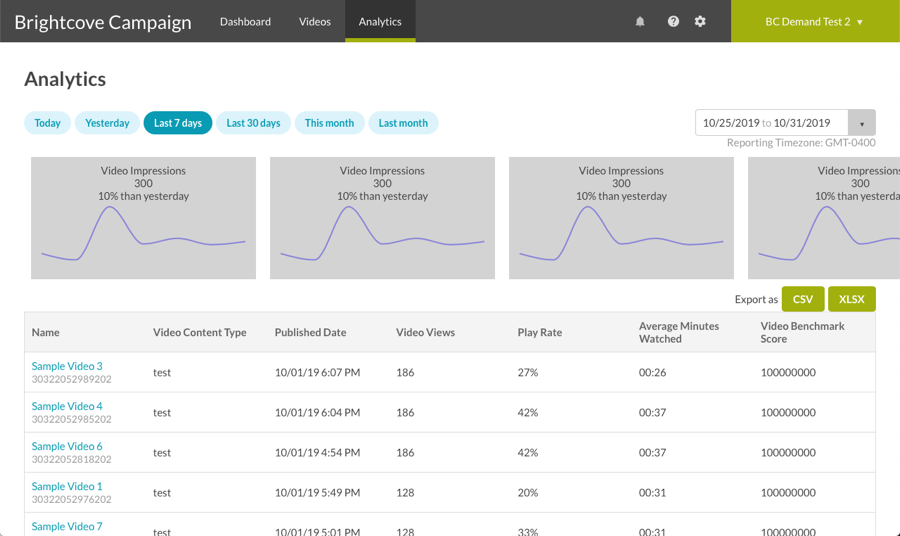 Brightcove Campaign Dashboard Videos Analytics BC Demand Test 2
Analytics
Today Yesterday Last 7 days Last 30 days This month Last month 10/25/2019 to 10/31/2019
Reporting Timezone: GMT-0400
Video Impressions Video Impressions Video Impressions Video Impressions
300 300 300 300
10% than yesterday 10% than yesterday 10% than yesterday 10% than yesterda
Export as CSV XLSX
Name Video Content Type Published Date Video Views Play Rate Average Minutes Watched Video Benchmark Score
Sample Video 3
30322052989202 test 10/01/19 6:07 PM 186 27% 00:26 100000000
Sample Video 4
30322052985202 test 10/01/19 6:04 PM 186 42% 00:37 100000000
Sample Video 6
30322052818202 test 10/01/19 4:54 PM 186 42% 00:37 100000000
Sample Video 1
30322052976202 test 10/01/19 5:49 PM 128 20% 00:31 100000000
Sample Video 7
test 10/01/19 5:01 PM 128 33% 00:31 100000000